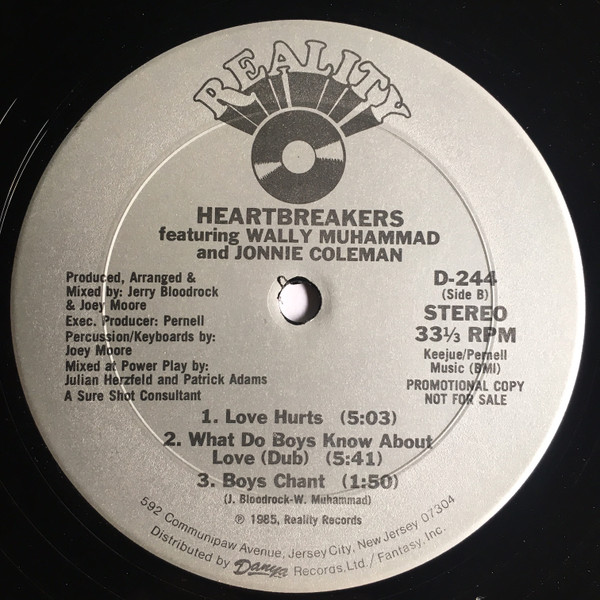 REALITY
HEARTBREAKERS
featuring WALLY MUHAMMAD
and JONNIE COLEMAN
Produced, Arranged &
Mixed by: Jerry Bloodrock
& Joey Moore
Exec. Producer: Pernell
Percussion/Keyboards by:
Joey Moore
Mixed at Power Play by:
Julian Herzfeld and Patrick Adams
A Sure Shot Consultant
D-244
(Side B)
STEREO
33⅓ RPM
Keejue/Pernell
Music (BMI)
PROMOTIONAL COPY
NOT FOR SALE
1. Love Hurts (5:03)
2. What Do Boys Know About
Love (Dub) (5:41)
3. Boys Chant (1:50)
(J. Bloodrock-W. Muhammad)
℗ 1985, Reality Records
592 Communipaw Avenue, Jersey City, New Jersey 07304
Distributed by Danya Records, Ltd./Fantasy, Inc.